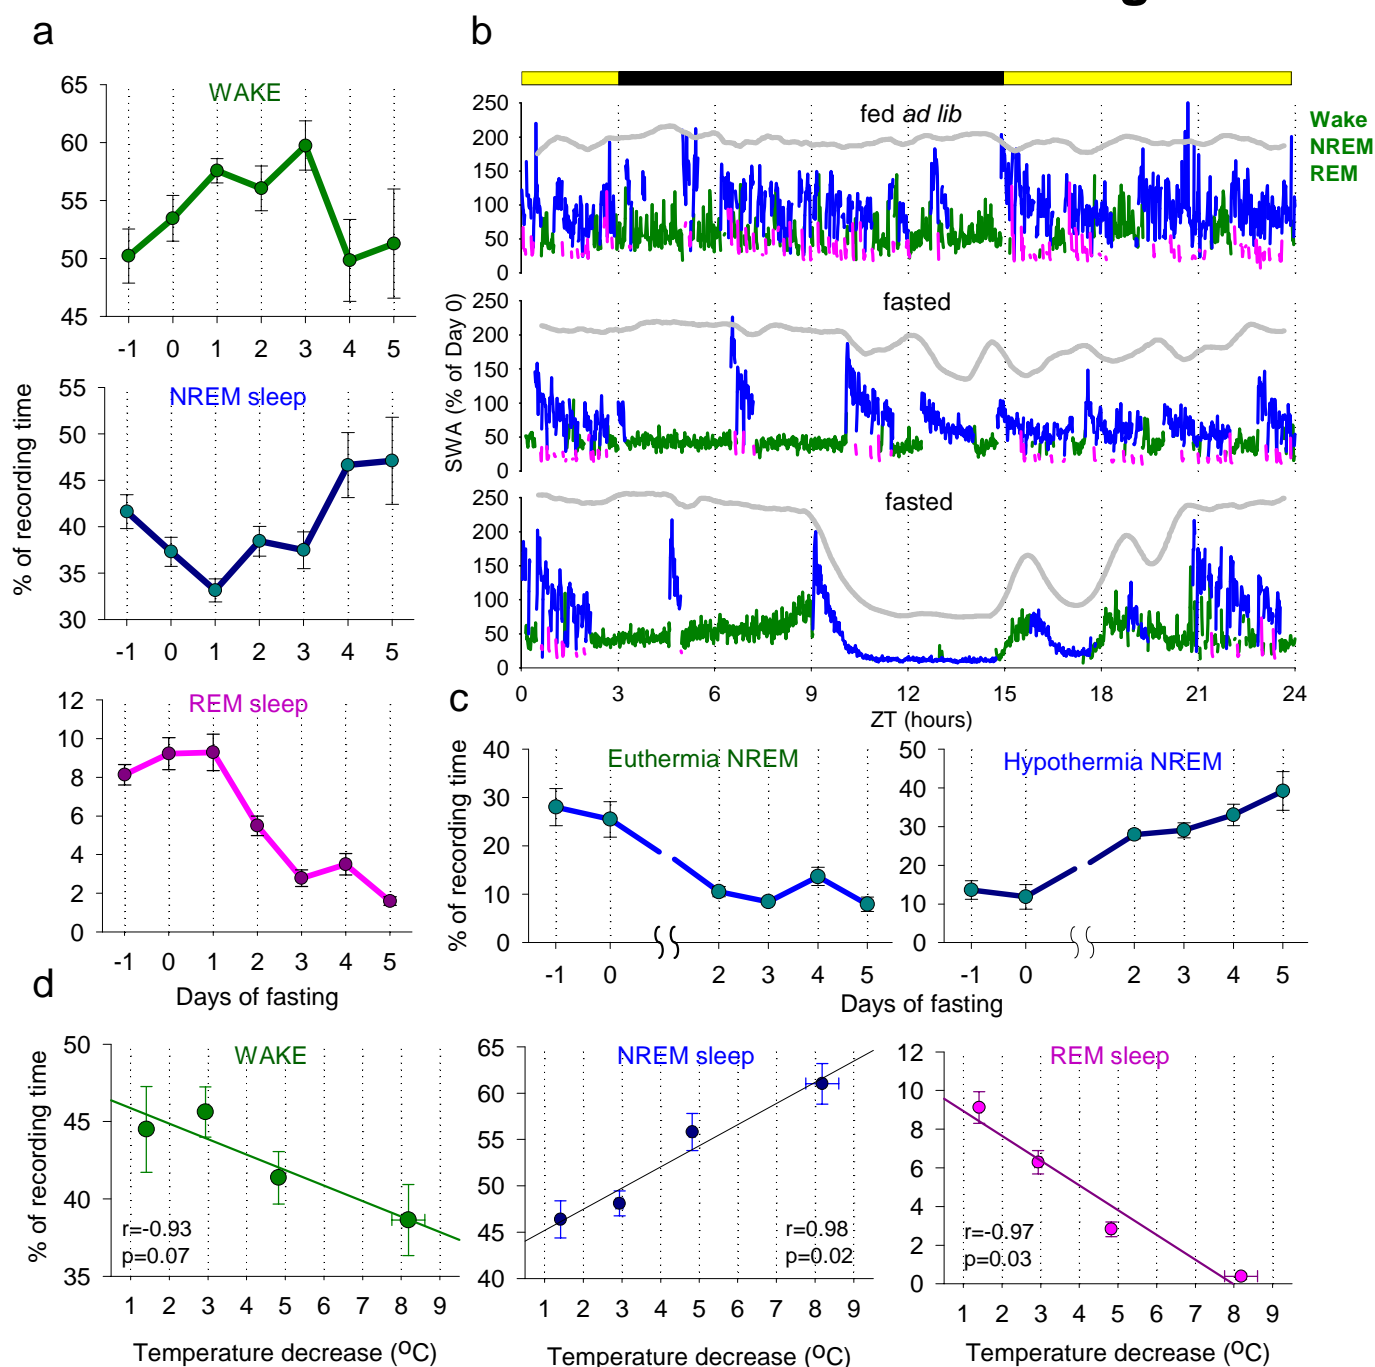 g
a
b
WAKE
65
60
55
50
45
-1 0 1 2 3 4 5
NREM sleep
55
50
45
40
35
30
-1 0 1 2 3 4 5
REM sleep
12
10
8
6
4
2
0
-1 0 1 2 3 4 5
% of recording time
Days of fasting
fed ad lib
250
200
150
100
50
0
Wake
NREM
REM
fasted
250
200
150
100
50
0
SWA (% of Day 0)
fasted
250
200
150
100
50
0
0 3 6 9 12 15 18 21 24
ZT (hours)
c
Euthermia NREM
40
30
20
10
0
-1 0 2 3 4 5
% of recording time
Hypothermia NREM
50
40
30
20
10
0
-1 0 2 3 4 5
Days of fasting
d
WAKE
50
45
40
35
r=-0.93
p=0.07
1 2 3 4 5 6 7 8 9
% of recording time
Temperature decrease (°C)
NREM sleep
65
60
55
50
45
40
r=0.98
p=0.02
1 2 3 4 5 6 7 8 9
Temperature decrease (°C)
REM sleep
12
10
8
6
4
2
0
r=-0.97
p=0.03
1 2 3 4 5 6 7 8 9
Temperature decrease (°C)